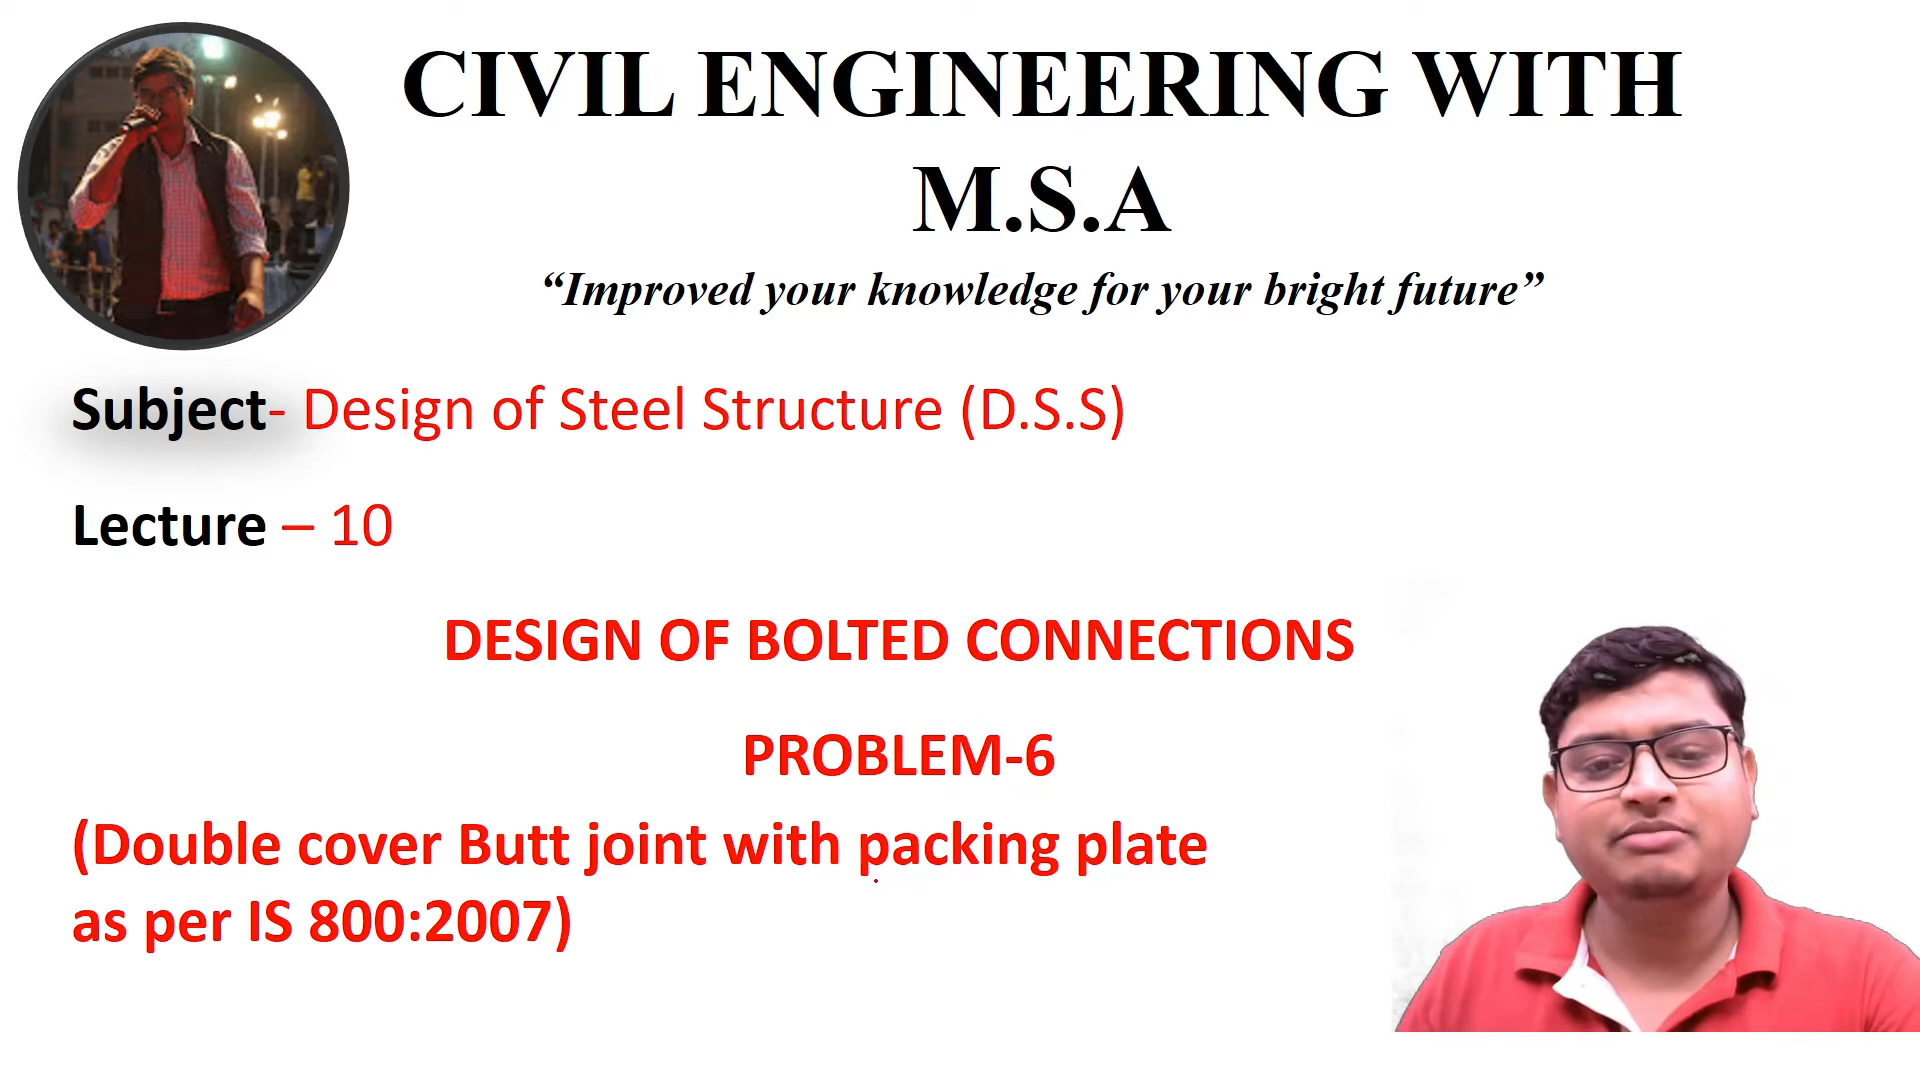 CIVIL ENGINEERING WITH
M.S.A
“Improved your knowledge for your bright future”
Subject- Design of Steel Structure (D.S.S)
Lecture – 10
DESIGN OF BOLTED CONNECTIONS
PROBLEM-6
(Double cover Butt joint with packing plate
as per IS 800:2007)